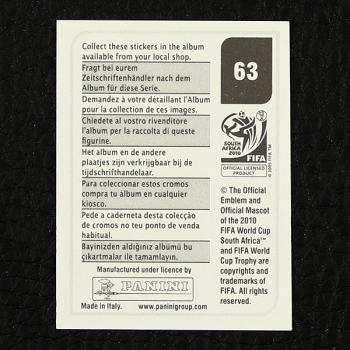 Collect these stickers in the album
available from your local shop.
Fragt bei eurem
Zeitschriftenhändler nach dem
Album für diese Serie.
Demandez à votre détaillant l'Album
pour la collection de ces images.
Chiedete al vostro rivenditore
l'album per la raccolta di queste
figurine.
Het album en de andere
plaatjes zijn verkrijgbaar bij de
tijdschrifthandelaar.
Para coleccionar estos cromos
compra tu álbum en cualquier
kiosco.
Pede a caderneta desta colecção
de cromos no teu ponto de venda
habitual.
Bayinizden aldığınız albümü bu
çıkartmalar ile tamamlayın.
Manufactured under licence by
PANINI
Made in Italy. www.paninigroup.com
63
SOUTH AFRICA
2010
FIFA
OFFICIAL LICENSED
PRODUCT
© The Official
Emblem and
Official Mascot
of the 2010
FIFA World Cup
South Africa™
and FIFA World
Cup Trophy are
copyrights and
trademarks of
FIFA. All rights
reserved.